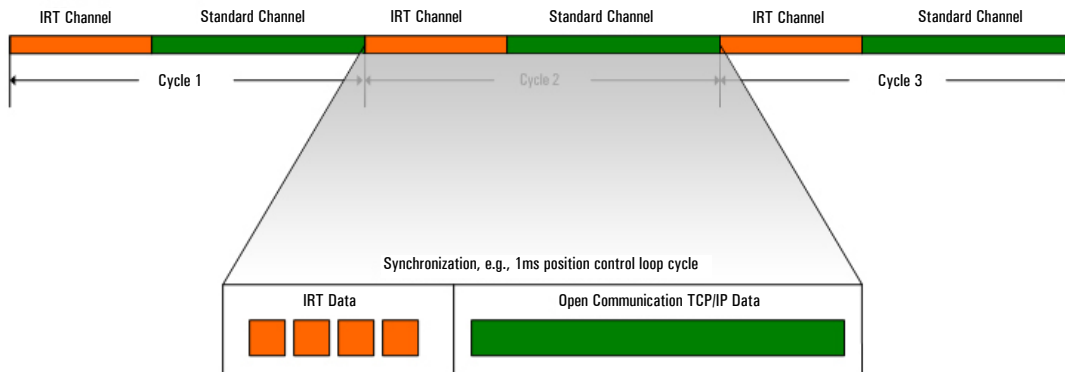 IRT Channel Standard Channel IRT Channel Standard Channel IRT Channel Standard Channel
Cycle 1 Cycle 2 Cycle 3
Synchronization, e.g., 1ms position control loop cycle
IRT Data Open Communication TCP/IP Data